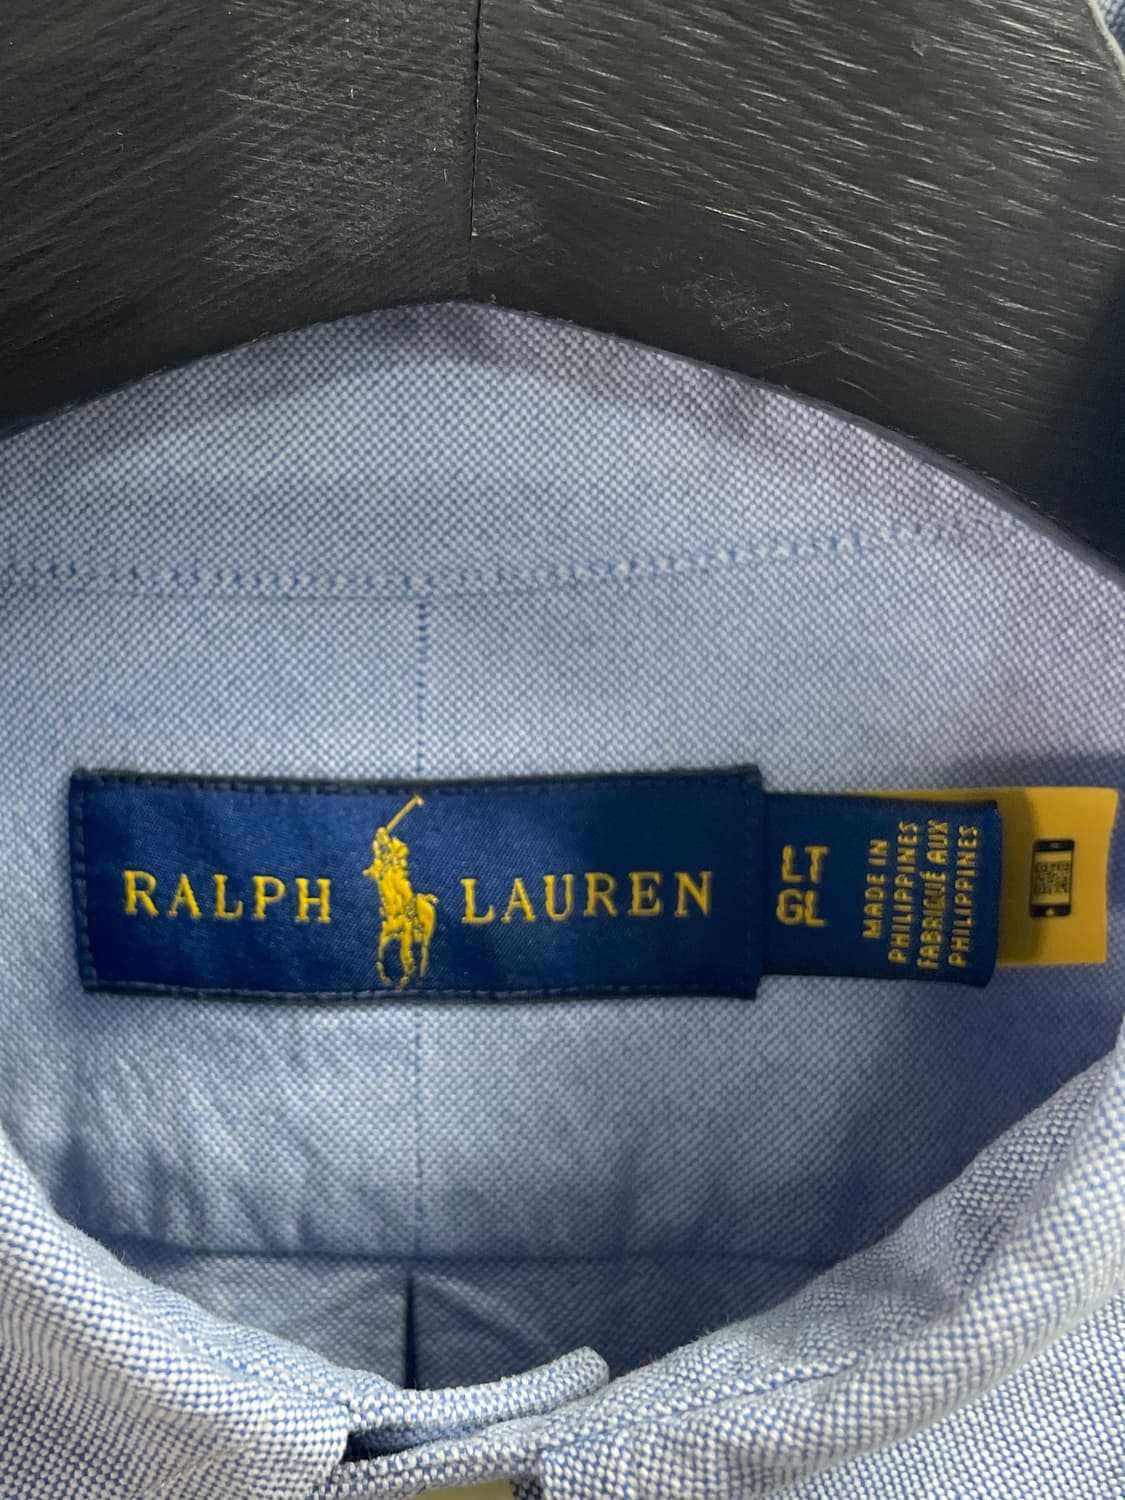 RALPH LAUREN
LT
GL
MADE IN
PHILIPPINES
FABRIQUÉ AUX
PHILIPPINES